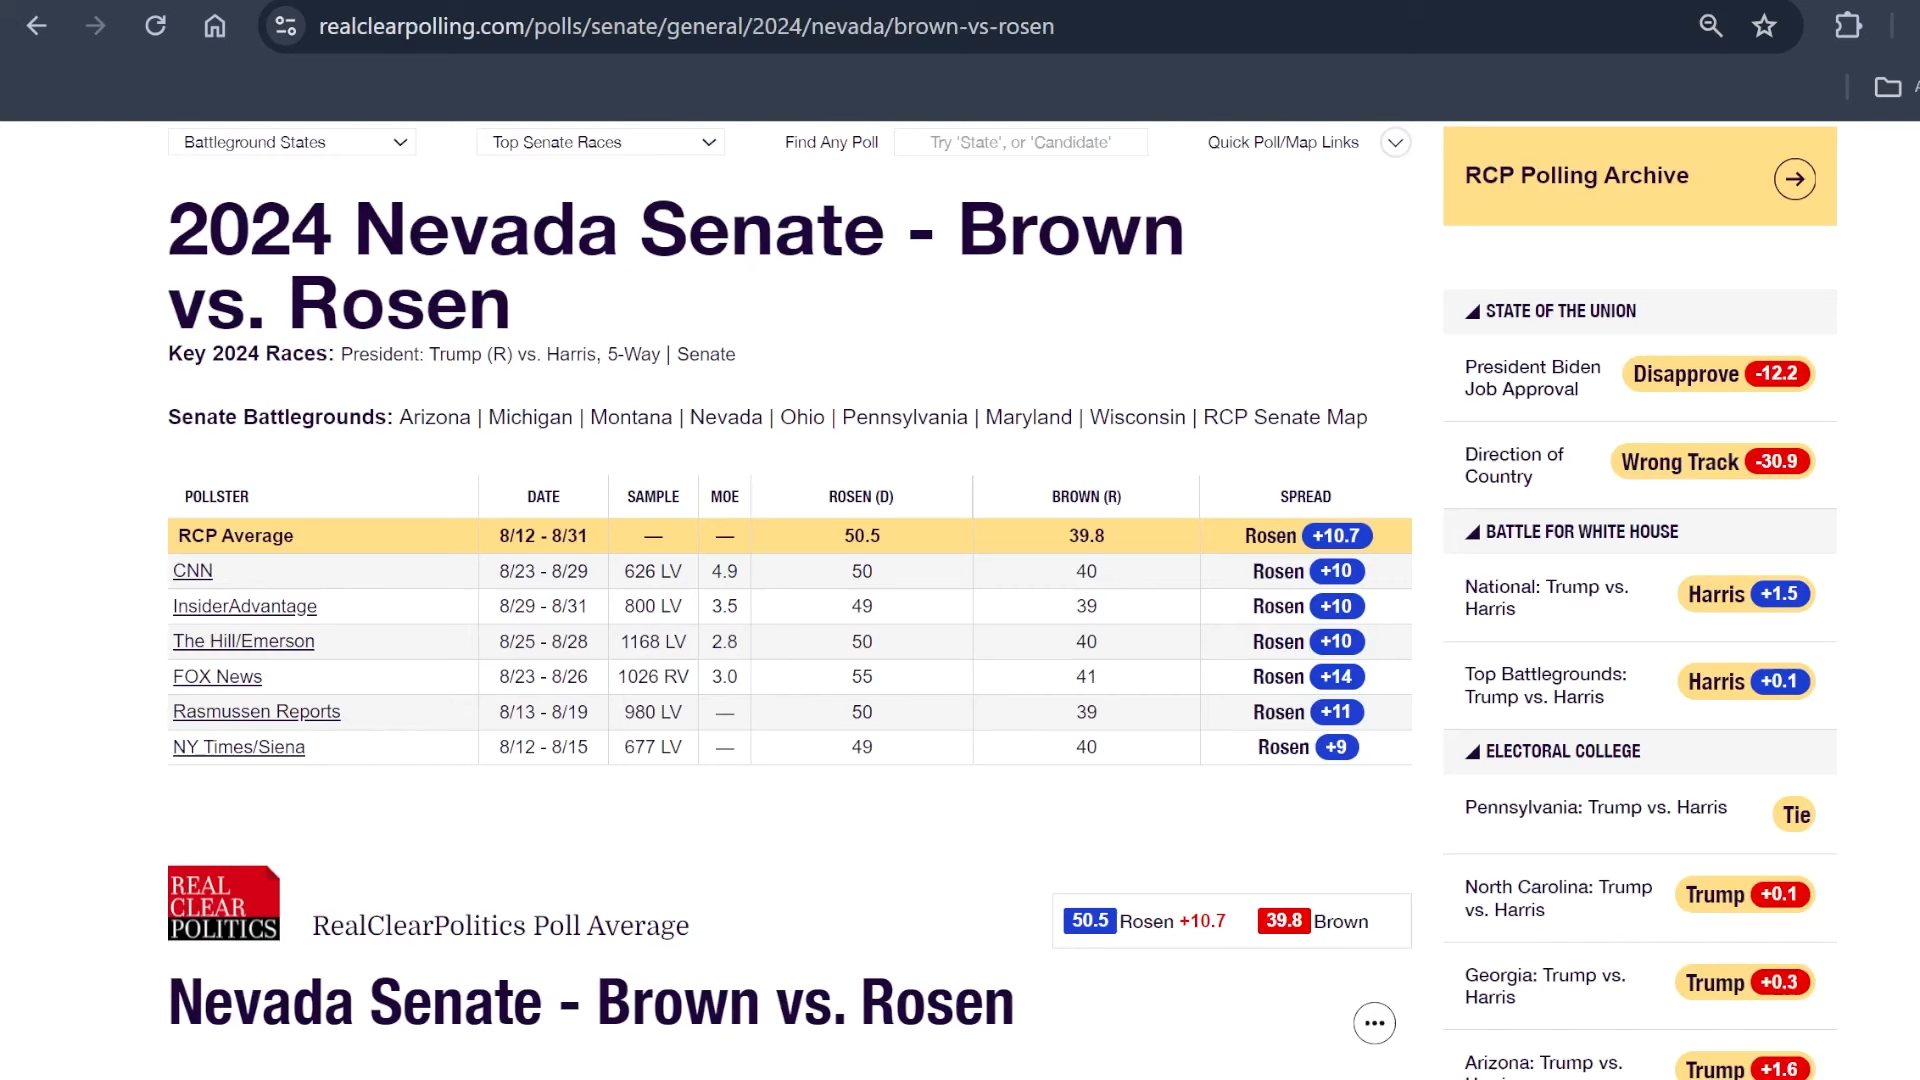 realclearpolling.com/polls/senate/general/2024/nevada/brown-vs-rosen
Battleground States
Top Senate Races
Find Any Poll
Try 'State', or 'Candidate'
Quick Poll/Map Links
2024 Nevada Senate - Brown
vs. Rosen
Key 2024 Races: President: Trump (R) vs. Harris, 5-Way | Senate
Senate Battlegrounds: Arizona | Michigan | Montana | Nevada | Ohio | Pennsylvania | Maryland | Wisconsin | RCP Senate Map
POLLSTER DATE SAMPLE MOE ROSEN (D) BROWN (R) SPREAD
RCP Average 8/12 - 8/31 — — 50.5 39.8 Rosen +10.7
CNN 8/23 - 8/29 626 LV 4.9 50 40 Rosen +10
InsiderAdvantage 8/29 - 8/31 800 LV 3.5 49 39 Rosen +10
The Hill/Emerson 8/25 - 8/28 1168 LV 2.8 50 40 Rosen +10
FOX News 8/23 - 8/26 1026 RV 3.0 55 41 Rosen +14
Rasmussen Reports 8/13 - 8/19 980 LV — 50 39 Rosen +11
NY Times/Siena 8/12 - 8/15 677 LV — 49 40 Rosen +9
REAL
CLEAR
POLITICS
RealClearPolitics Poll Average
50.5 Rosen +10.7 39.8 Brown
Nevada Senate - Brown vs. Rosen
RCP Polling Archive
STATE OF THE UNION
President Biden
Job Approval
Disapprove -12.2
Direction of
Country
Wrong Track -30.9
BATTLE FOR WHITE HOUSE
National: Trump vs.
Harris
Harris +1.5
Top Battlegrounds:
Trump vs. Harris
Harris +0.1
ELECTORAL COLLEGE
Pennsylvania: Trump vs. Harris
Tie
North Carolina: Trump
vs. Harris
Trump +0.1
Georgia: Trump vs.
Harris
Trump +0.3
Arizona: Trump vs.
Trump +1.6